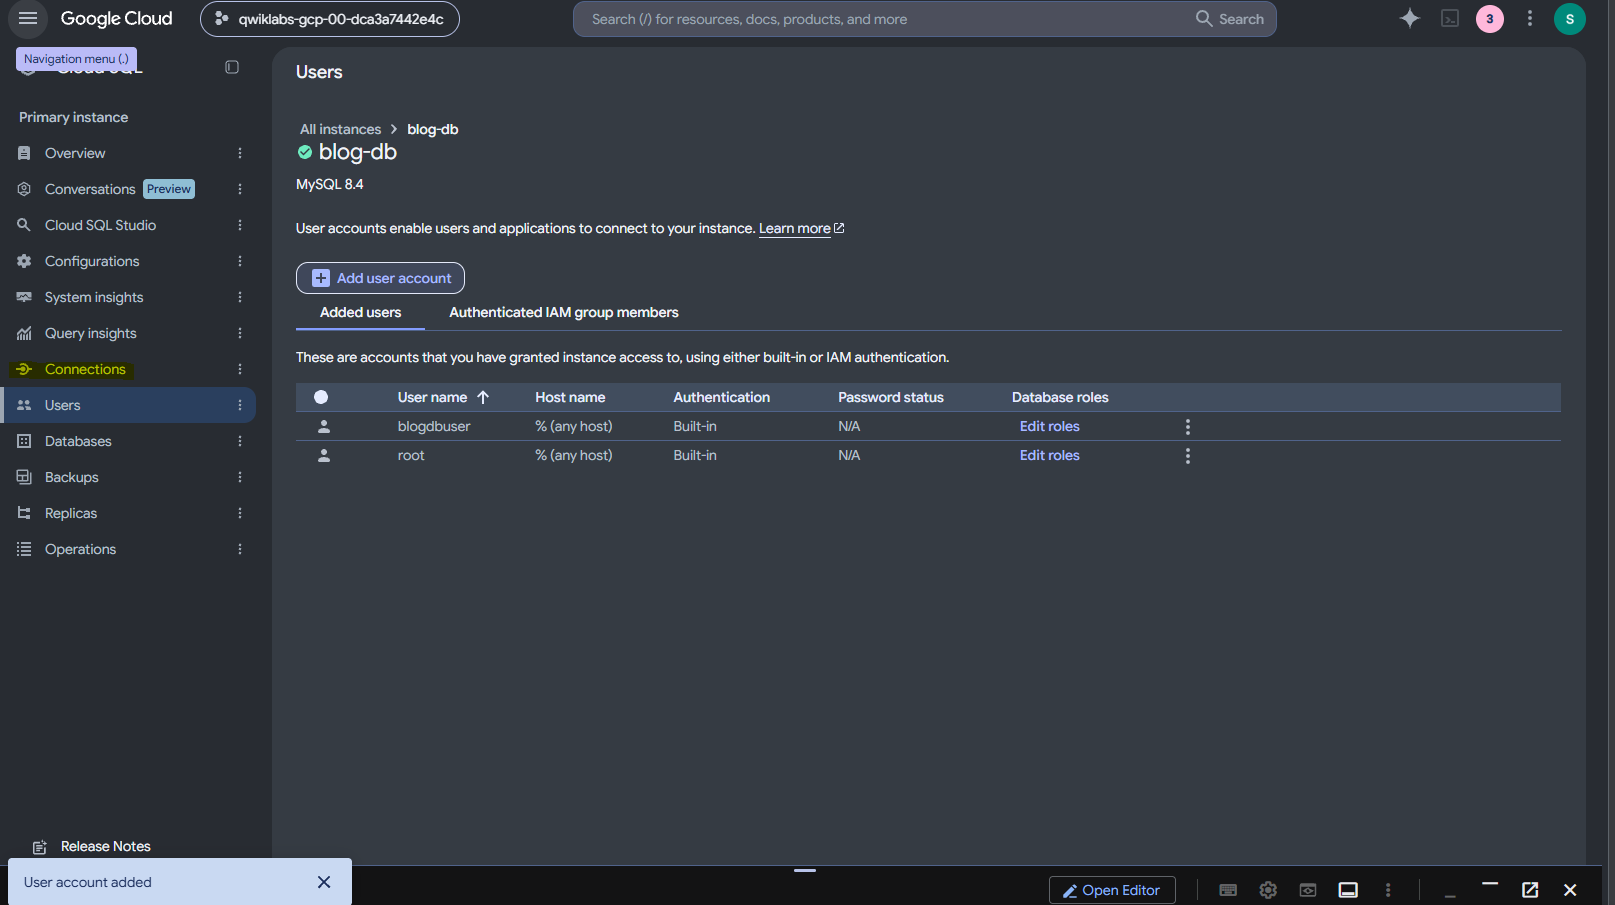 Google Cloud
qwiklabs-gcp-00-dca3a7442e4c
Search (/) for resources, docs, products, and more
Search
3
S
Navigation menu (.)
Cloud SQL
Primary instance
Overview
Conversations Preview
Cloud SQL Studio
Configurations
System insights
Query insights
Connections
Users
Databases
Backups
Replicas
Operations
Release Notes
User account added
Users
All instances > blog-db
blog-db
MySQL 8.4
User accounts enable users and applications to connect to your instance. Learn more
Add user account
Added users Authenticated IAM group members
These are accounts that you have granted instance access to, using either built-in or IAM authentication.
User name Host name Authentication Password status Database roles
blogdbuser % (any host) Built-in N/A Edit roles
root % (any host) Built-in N/A Edit roles
Open Editor